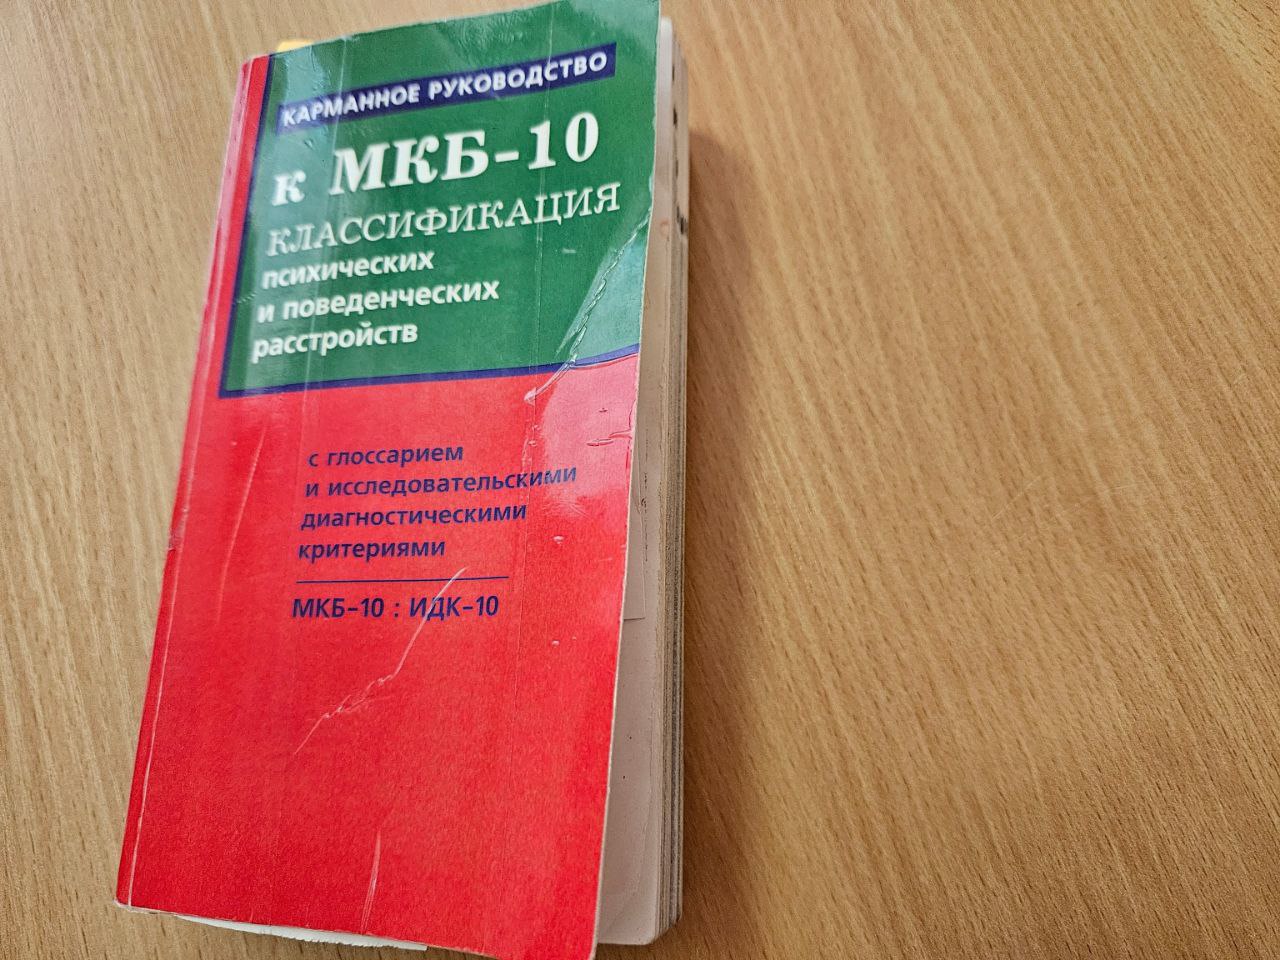 КАРМАННОЕ РУКОВОДСТВО
к МКБ-10
КЛАССИФИКАЦИЯ
психических
и поведенческих
расстройств
с глоссарием
и исследовательскими
диагностическими
критериями
МКБ-10 : ИДК-10